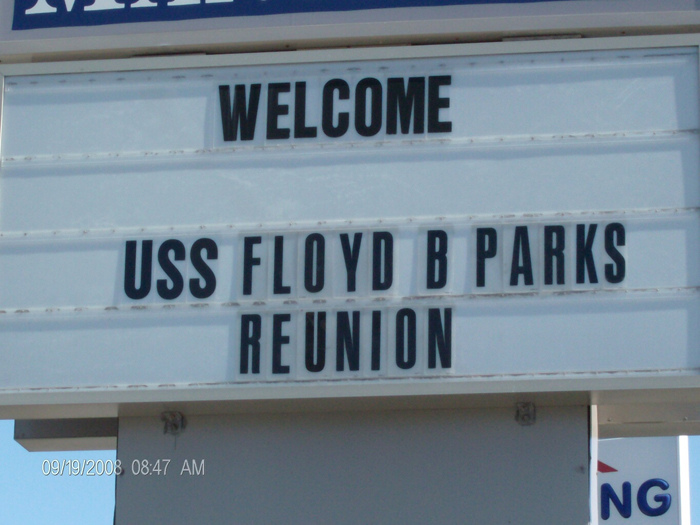 WELCOME
USS FLOYD B PARKS
REUNION
09/19/2008 08:47 AM
NG